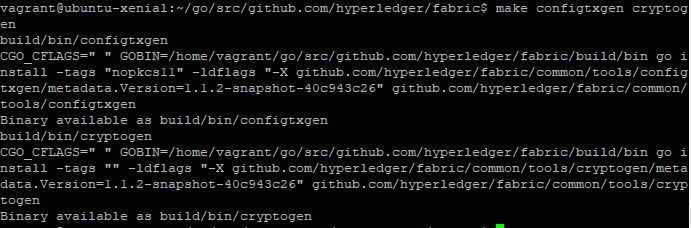 vagrant@ubuntu-xenial:~/go/src/github.com/hyperledger/fabric$ make configtxgen cryptog
en
build/bin/configtxgen
CGO_CFLAGS=" " GOBIN=/home/vagrant/go/src/github.com/hyperledger/fabric/build/bin go i
nstall -tags "nopkcs11" -ldflags "-X github.com/hyperledger/fabric/common/tools/config
txgen/metadata.Version=1.1.2-snapshot-40c943c26" github.com/hyperledger/fabric/common/
tools/configtxgen
Binary available as build/bin/configtxgen
build/bin/cryptogen
CGO_CFLAGS=" " GOBIN=/home/vagrant/go/src/github.com/hyperledger/fabric/build/bin go i
nstall -tags "" -ldflags "-X github.com/hyperledger/fabric/common/tools/cryptogen/meta
data.Version=1.1.2-snapshot-40c943c26" github.com/hyperledger/fabric/common/tools/cryp
togen
Binary available as build/bin/cryptogen